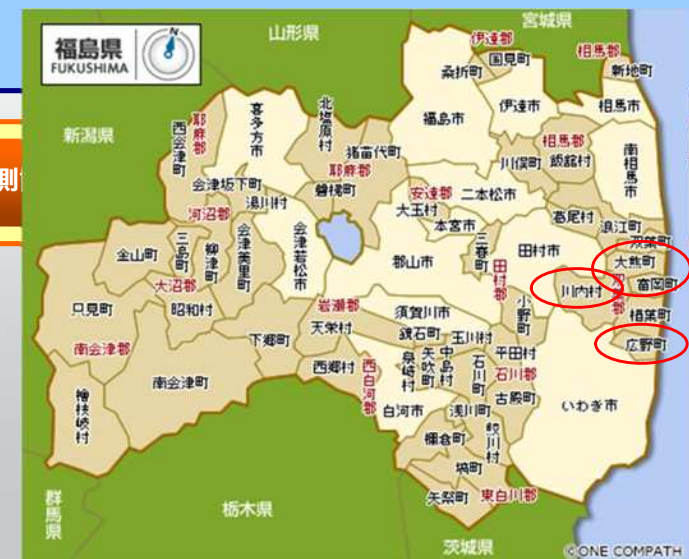 福島県
FUKUSHIMA
山形県
宮城県
新潟県
群馬県
栃木県
茨城県
則
伊達郡
国見町
桑折町
相馬郡
新地町
福島市
伊達市
相馬市
耶麻郡
西会津町
喜多方市
北塩原村
猪苗代町
耶麻郡
磐梯町
川俣町
相馬郡
飯舘村
南相馬市
会津坂下町
湯川村
河沼郡
安達郡
二本松市
大玉村
本宮市
葛尾村
浪江町
双葉町
金山町
三島町
柳津町
会津美里町
会津若松市
郡山市
三春町
田村市
田村郡
大熊町
富岡町
川内村
郡
大沼郡
只見町
昭和村
岩瀬郡
天栄村
須賀川市
鏡石町
玉川村
小野町
楢葉町
広野町
下郷町
南会津郡
南会津町
檜枝岐村
西郷村
西白河郡
泉崎村
矢吹町
中島村
石川町
平田村
石川郡
古殿町
いわき市
白河市
浅川町
鮫川村
棚倉町
塙町
矢祭町
東白川郡
©ONE COMPATH